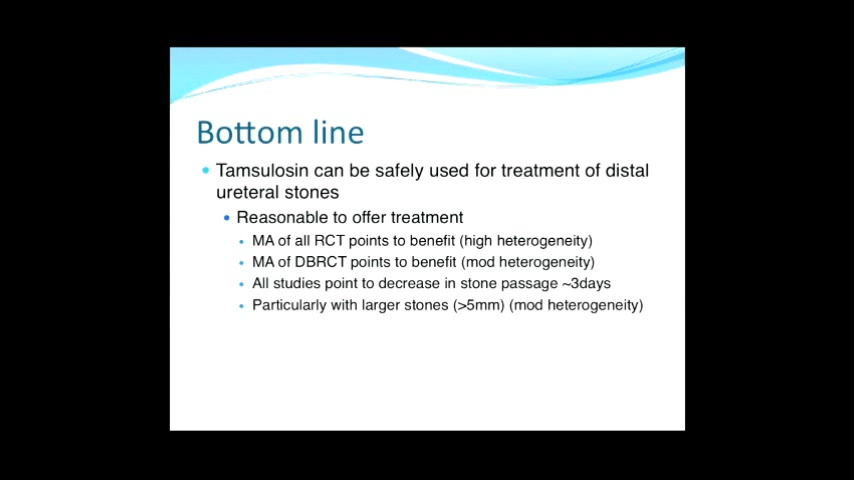 Bottom line
• Tamsulosin can be safely used for treatment of distal
ureteral stones
• Reasonable to offer treatment
• MA of all RCT points to benefit (high heterogeneity)
• MA of DBRCT points to benefit (mod heterogeneity)
• All studies point to decrease in stone passage ~3days
• Particularly with larger stones (>5mm) (mod heterogeneity)